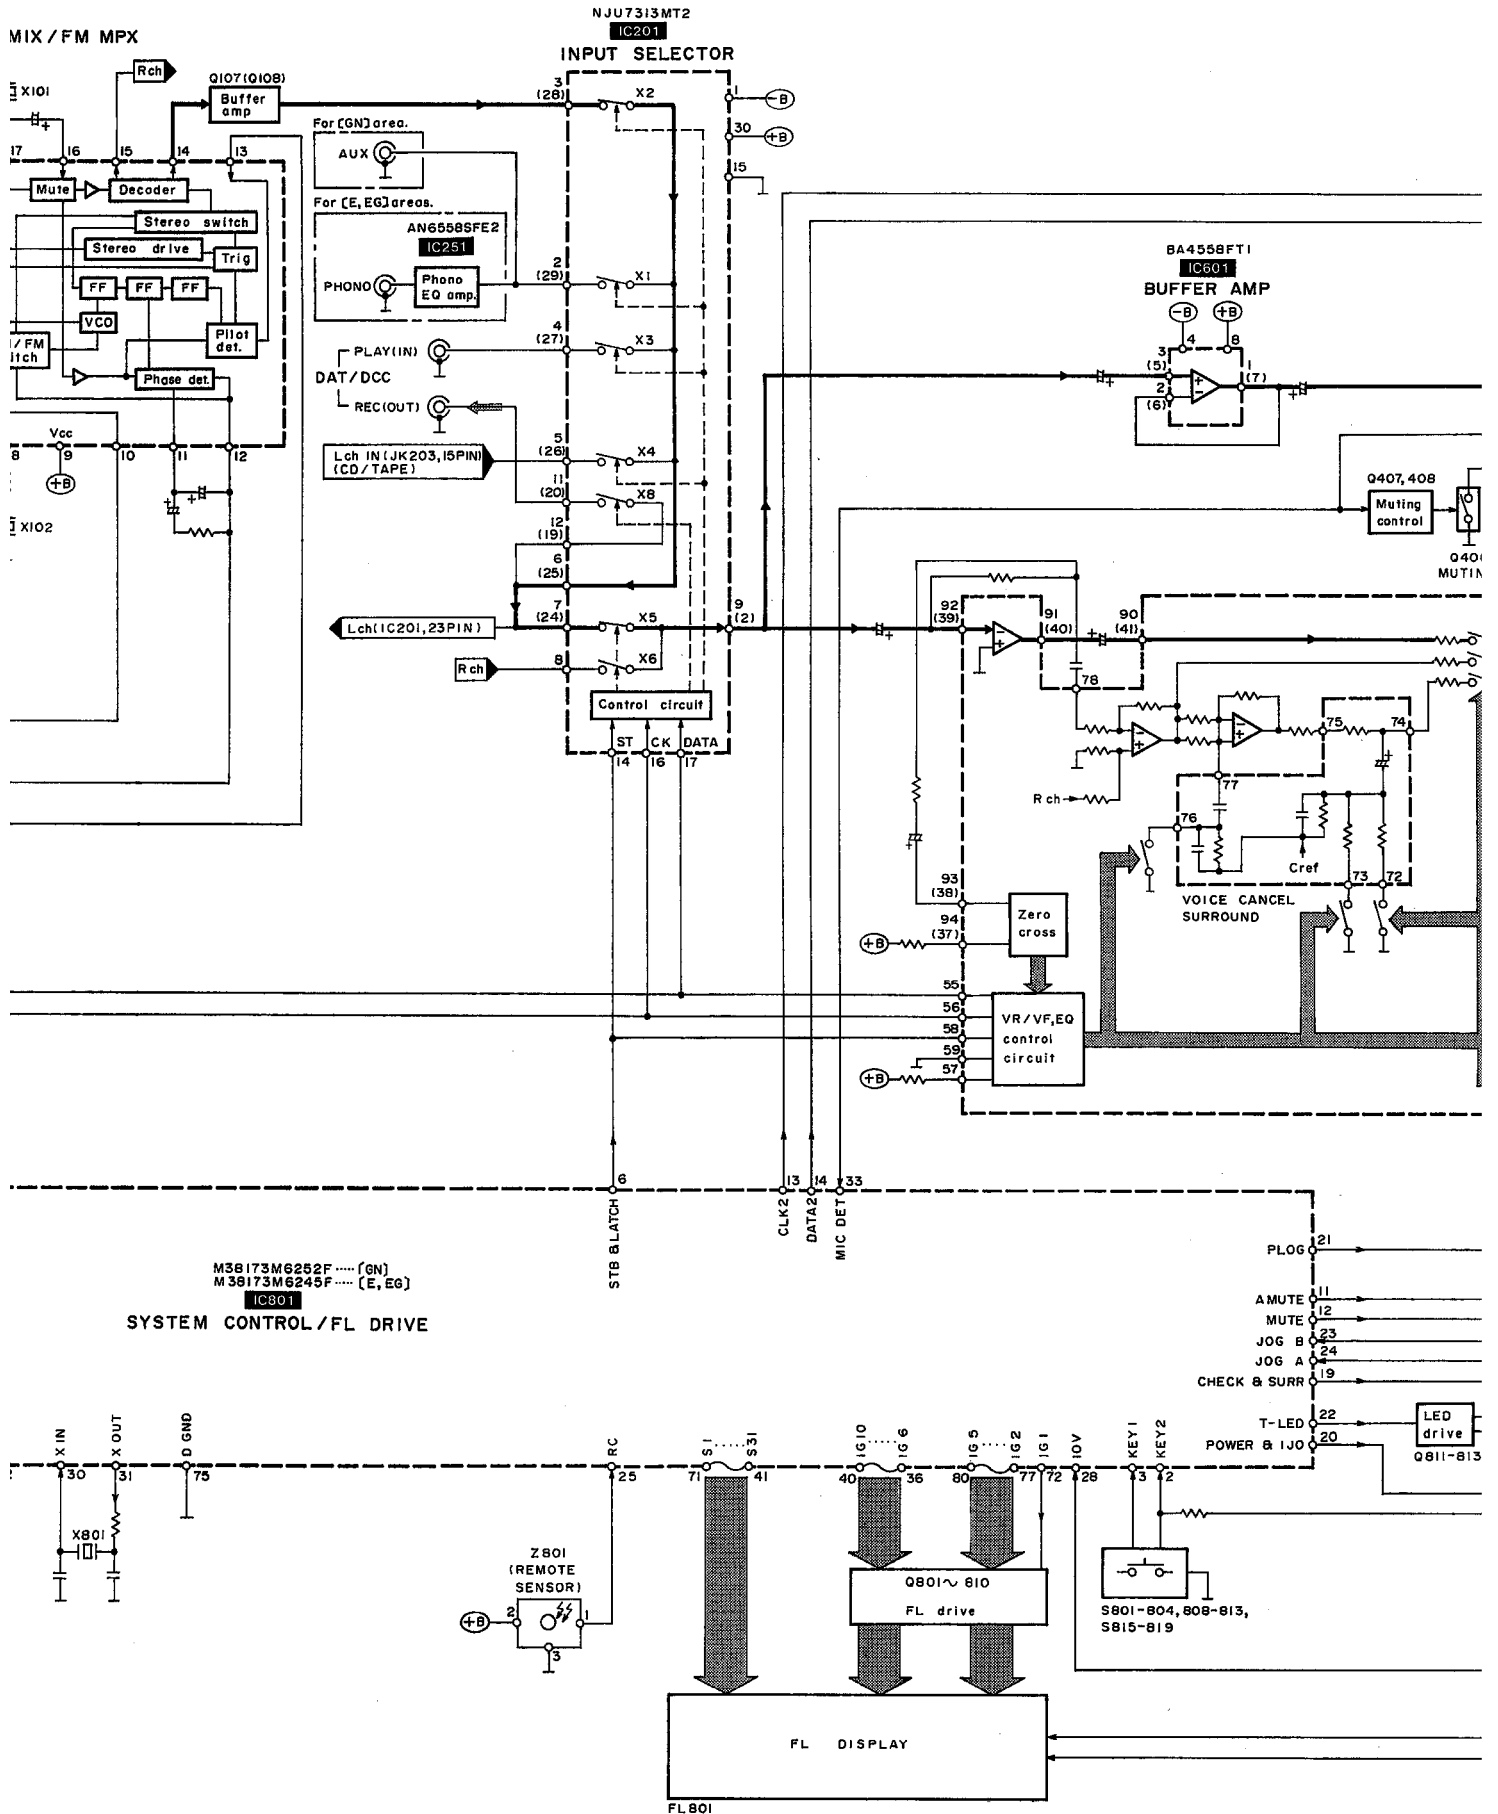 MIX/FM MPX
NJU7313MT2
IC201
INPUT SELECTOR
Rch
X101
Q107(Q108)
Buffer
amp
17
16
15
14
13
Mute
Decoder
Stereo switch
Stereo drive
Trig
FF
FF
FF
VCO
Pilot
det.
/FM
itch
Phase det.
8
Vcc
9
10
11
12
+B
X102
For [GN] area.
AUX
For [E, EG] areas.
AN6558SFE2
IC251
PHONO
Phono
EQ amp.
PLAY(IN)
DAT/DCC
REC(OUT)
Lch IN(JK203,15PIN)
(CD/TAPE)
Lch(IC201,23PIN)
Rch
3
(28)
X2
2
(29)
X1
4
(27)
X3
5
(26)
X4
11
(20)
X8
12
(19)
6
(25)
7
(24)
X5
8
X6
Control circuit
ST
CK
DATA
14
16
17
1
-B
30
+B
15
9
(2)
BA4558FT1
IC601
BUFFER AMP
-B
+B
4
8
3
(5)
2
(6)
1
(7)
Q407, 408
Muting
control
Q406
MUTIN
92
(39)
91
(40)
90
(41)
78
75
74
77
R ch
76
Cref
73
72
VOICE CANCEL
SURROUND
93
(38)
94
(37)
+B
Zero
cross
55
56
58
59
57
+B
VR/VF,EQ
control
circuit
6
13
14
33
STB & LATCH
CLK2
DATA2
MIC DET
M38173M6252F ..... [GN]
M38173M6245F ..... [E, EG]
IC801
SYSTEM CONTROL/FL DRIVE
PLOG
21
A MUTE
11
MUTE
12
JOG B
23
JOG A
24
CHECK & SURR
19
T-LED
22
POWER & IJO
20
LED
drive
Q811-813
X IN
X OUT
D GND
RC
S1......S31
IG10......IG6
IG5......IG2
IG1
IOV
KEY1
KEY2
30
31
75
25
71
41
40
36
80
77
72
28
3
2
X801
Z801
(REMOTE
SENSOR)
+B
2
1
3
Q801~810
FL drive
S801-804, 808-813,
S815-819
FL DISPLAY
FL801